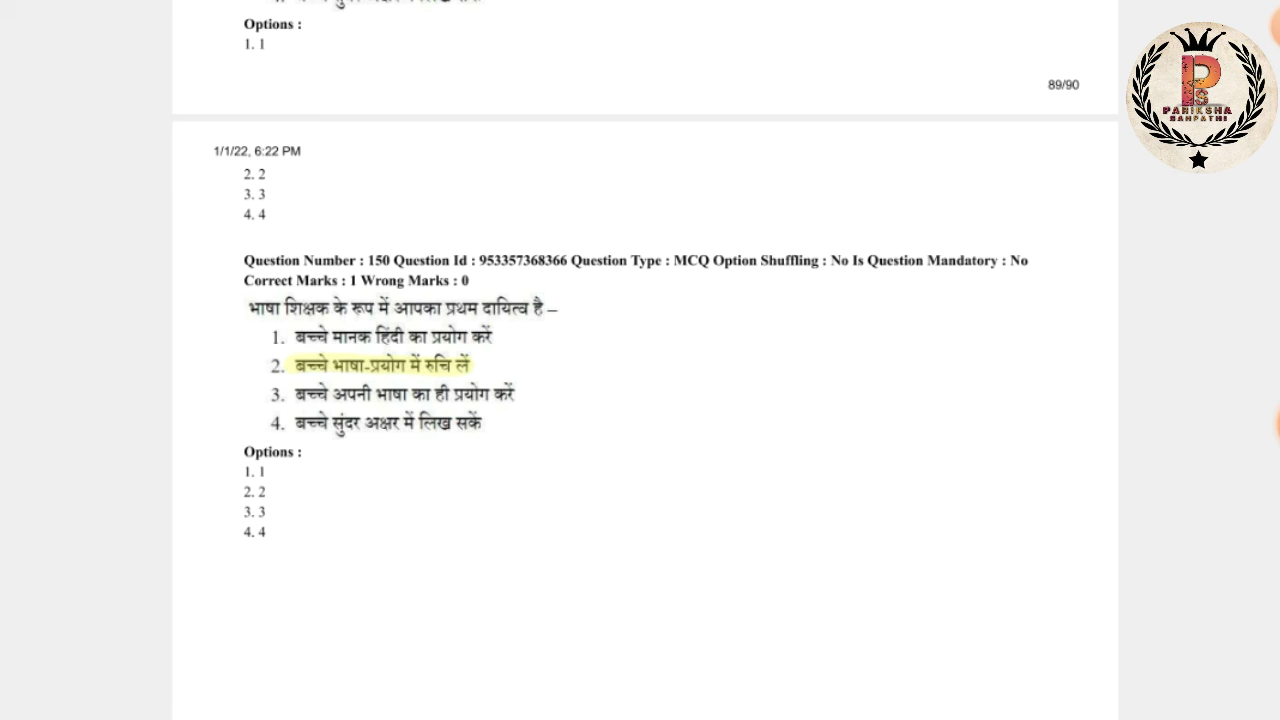 Options :
1. 1
89/90
PARIKSHA
SANPATHI
1/1/22, 6:22 PM
2. 2
3. 3
4. 4
Question Number : 150 Question Id : 953357368366 Question Type : MCQ Option Shuffling : No Is Question Mandatory : No
Correct Marks : 1 Wrong Marks : 0
भाषा शिक्षक के रूप में आपका प्रथम दायित्व है –
1. बच्चे मानक हिंदी का प्रयोग करें
2. बच्चे भाषा-प्रयोग में रुचि लें
3. बच्चे अपनी भाषा का ही प्रयोग करें
4. बच्चे सुंदर अक्षर में लिख सकें
Options :
1. 1
2. 2
3. 3
4. 4